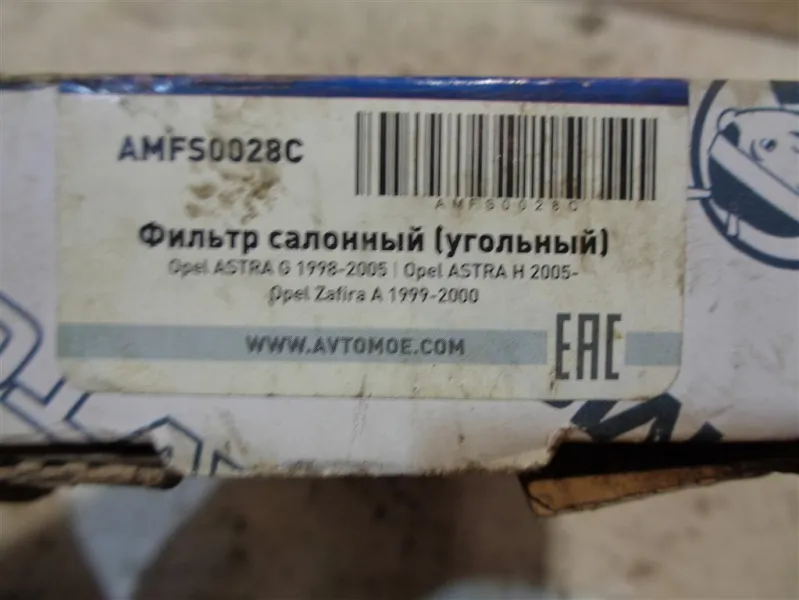 AMFS0028C
AMFS0028C
Фильтр салонный (угольный)
Opel ASTRA G 1998-2005 | Opel ASTRA H 2005-
Opel Zafira A 1999-2000
WWW.AVTOMOE.COM
EAC